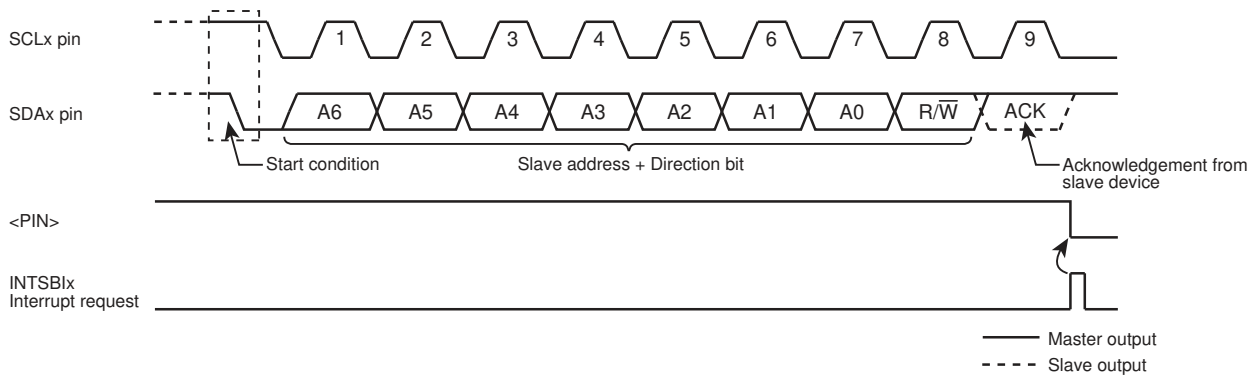 SCLx pin
1 2 3 4 5 6 7 8 9
SDAx pin
A6 A5 A4 A3 A2 A1 A0 R/W̅ ACK
Start condition
Slave address + Direction bit
Acknowledgement from
slave device
<PIN>
INTSBIx
Interrupt request
Master output
Slave output